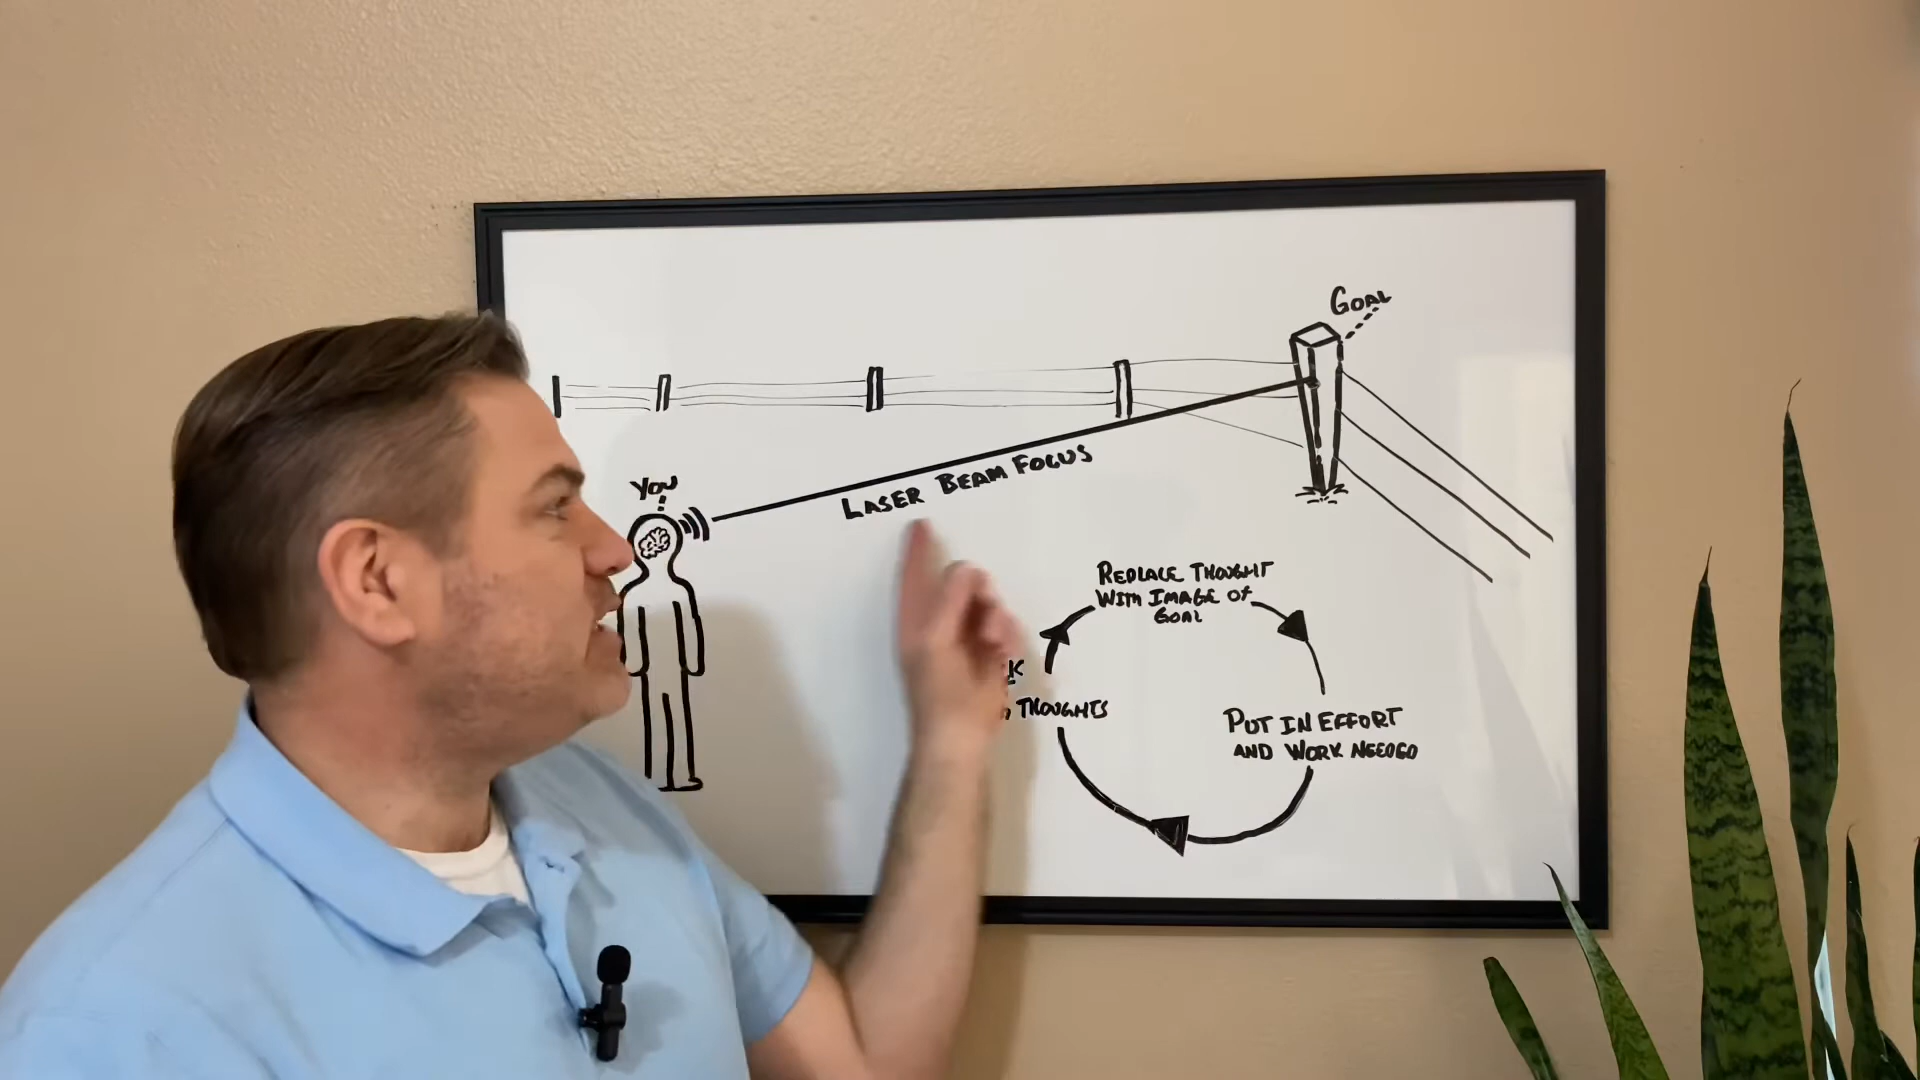 GOAL
YOU
LASER BEAM FOCUS
REPLACE THOUGHT
WITH IMAGE OF
GOAL
THOUGHTS
PUT IN EFFORT
AND WORK NEEDED